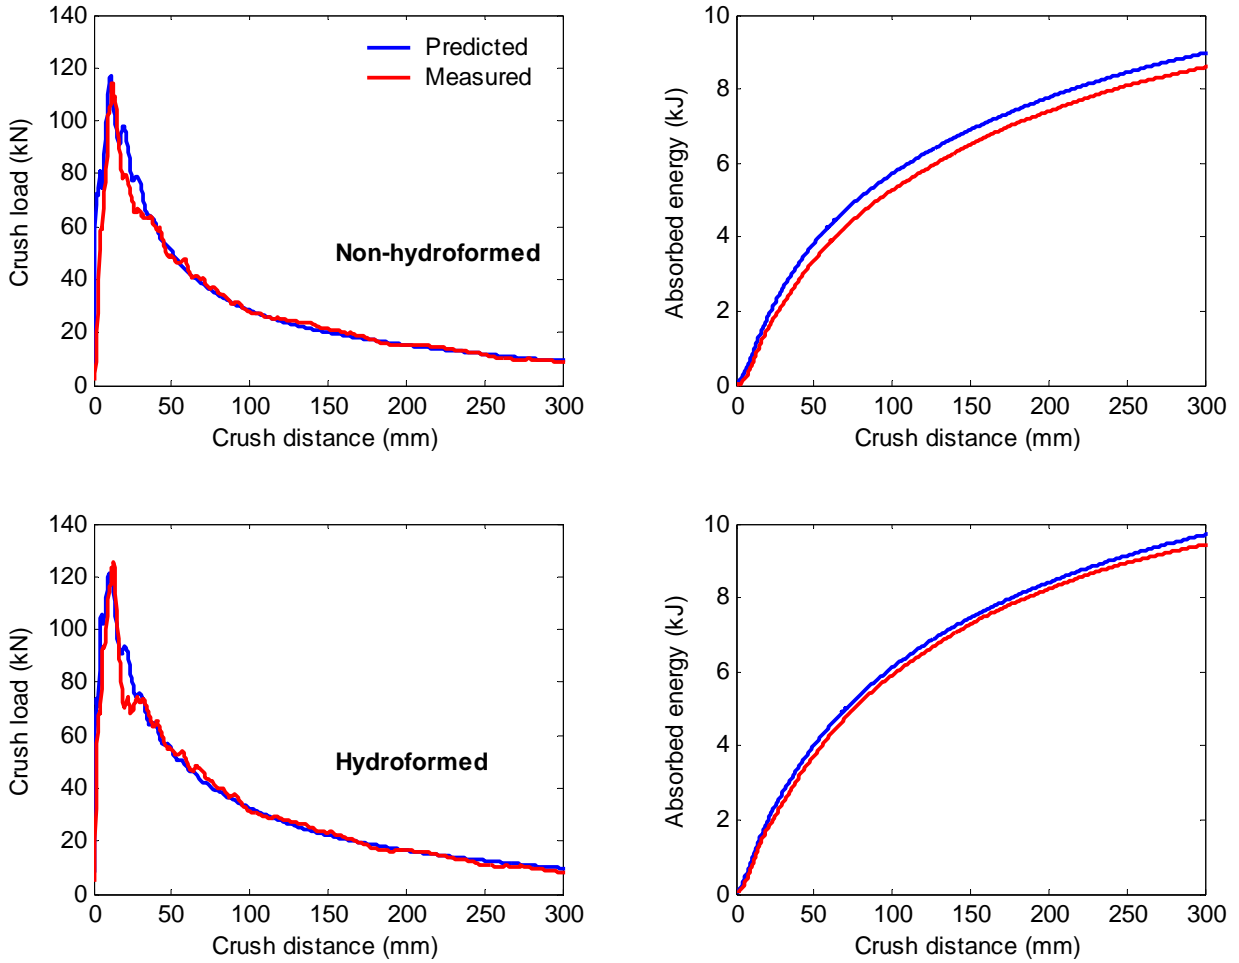 140
120
100
80
60
40
20
0
Crush load (kN)
Predicted
Measured
Non-hydroformed
0 50 100 150 200 250 300
Crush distance (mm)
10
8
6
4
2
0
Absorbed energy (kJ)
0 50 100 150 200 250 300
Crush distance (mm)
140
120
100
80
60
40
20
0
Crush load (kN)
Hydroformed
0 50 100 150 200 250 300
Crush distance (mm)
10
8
6
4
2
0
Absorbed energy (kJ)
0 50 100 150 200 250 300
Crush distance (mm)